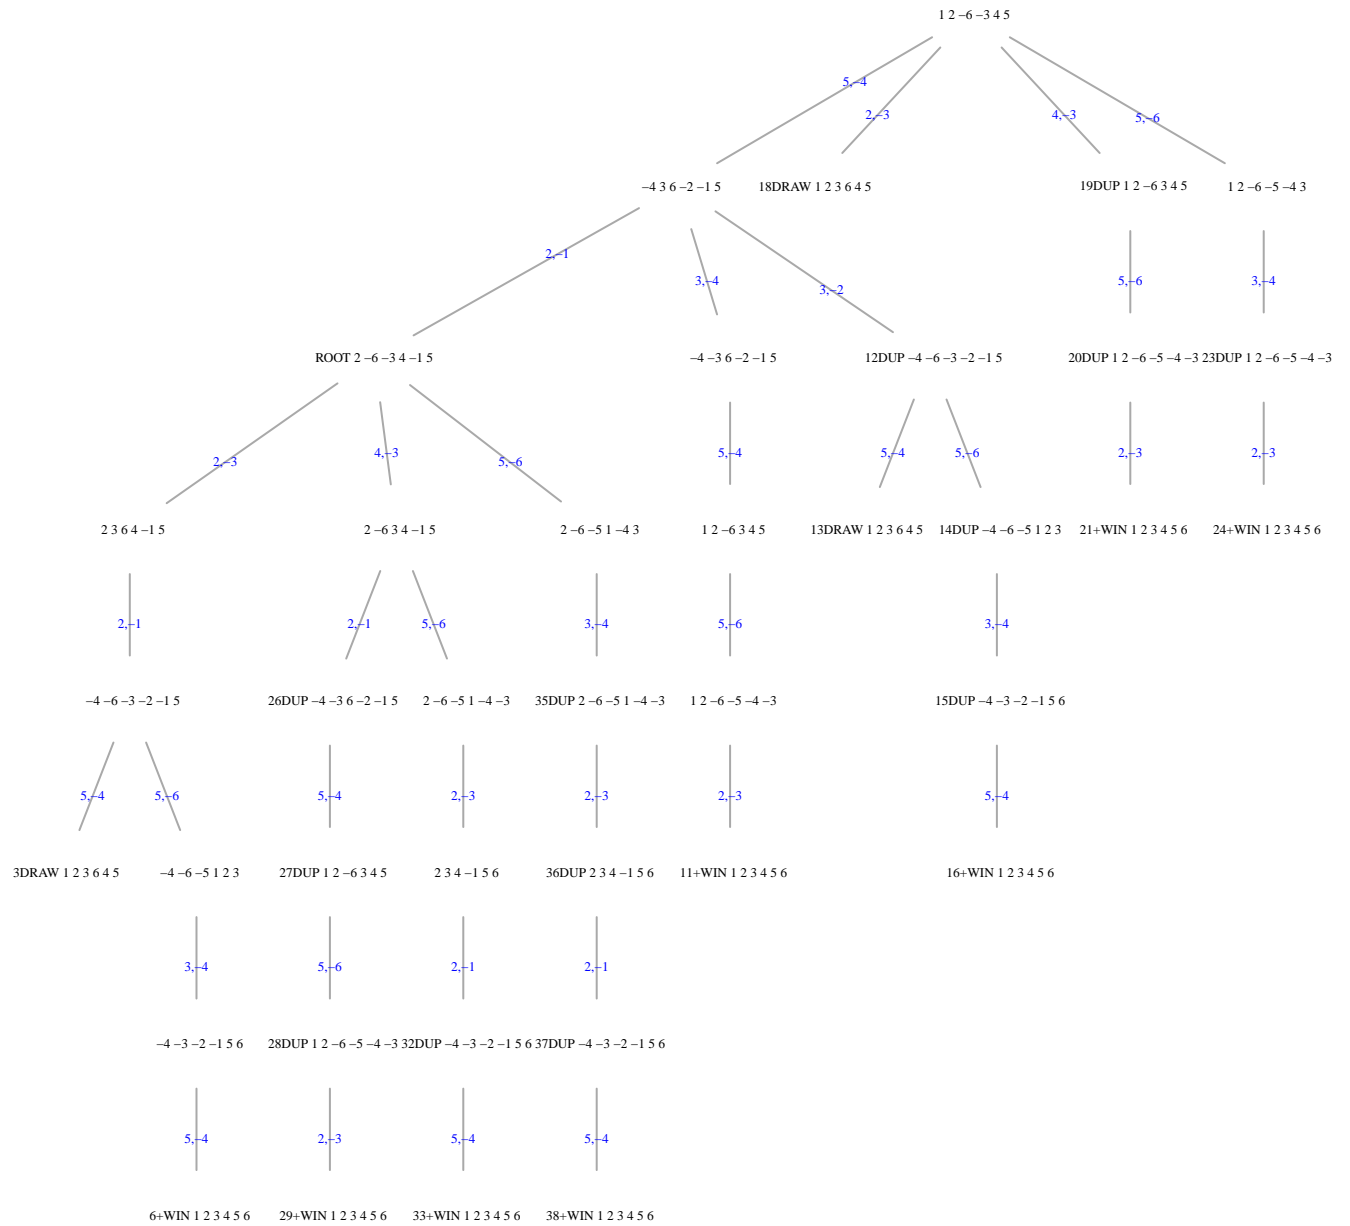 1 2 −6 −3 4 5
5,−4
2,−3
4,−3
5,−6
−4 3 6 −2 −1 5
18DRAW 1 2 3 6 4 5
19DUP 1 2 −6 3 4 5
1 2 −6 −5 −4 3
2,−1
3,−4
3,−2
5,−6
3,−4
ROOT 2 −6 −3 4 −1 5
−4 −3 6 −2 −1 5
12DUP −4 −6 −3 −2 −1 5
20DUP 1 2 −6 −5 −4 −3
23DUP 1 2 −6 −5 −4 −3
2,−3
4,−3
5,−6
5,−4
5,−4
5,−6
2,−3
2,−3
2 3 6 4 −1 5
2 −6 3 4 −1 5
2 −6 −5 1 −4 3
1 2 −6 3 4 5
13DRAW 1 2 3 6 4 5
14DUP −4 −6 −5 1 2 3
21+WIN 1 2 3 4 5 6
24+WIN 1 2 3 4 5 6
2,−1
2,−1
5,−6
3,−4
5,−6
3,−4
−4 −6 −3 −2 −1 5
26DUP −4 −3 6 −2 −1 5
2 −6 −5 1 −4 −3
35DUP 2 −6 −5 1 −4 −3
1 2 −6 −5 −4 −3
15DUP −4 −3 −2 −1 5 6
5,−4
5,−6
5,−4
2,−3
2,−3
2,−3
5,−4
3DRAW 1 2 3 6 4 5
−4 −6 −5 1 2 3
27DUP 1 2 −6 3 4 5
2 3 4 −1 5 6
36DUP 2 3 4 −1 5 6
11+WIN 1 2 3 4 5 6
16+WIN 1 2 3 4 5 6
3,−4
5,−6
2,−1
2,−1
−4 −3 −2 −1 5 6
28DUP 1 2 −6 −5 −4 −3
32DUP −4 −3 −2 −1 5 6
37DUP −4 −3 −2 −1 5 6
5,−4
2,−3
5,−4
5,−4
6+WIN 1 2 3 4 5 6
29+WIN 1 2 3 4 5 6
33+WIN 1 2 3 4 5 6
38+WIN 1 2 3 4 5 6